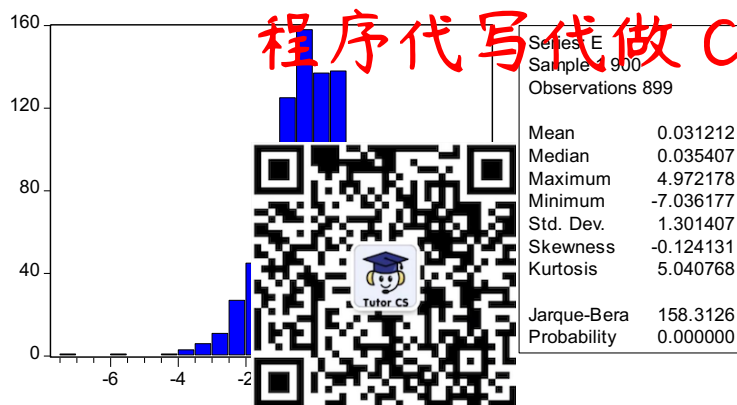 程序代写代做 C
160
120
80
40
0
-6
-4
-2
Tutor CS
Series: E
Sample 1 900
Observations 899
Mean 0.031212
Median 0.035407
Maximum 4.972178
Minimum -7.036177
Std. Dev. 1.301407
Skewness -0.124131
Kurtosis 5.040768
Jarque-Bera 158.3126
Probability 0.000000